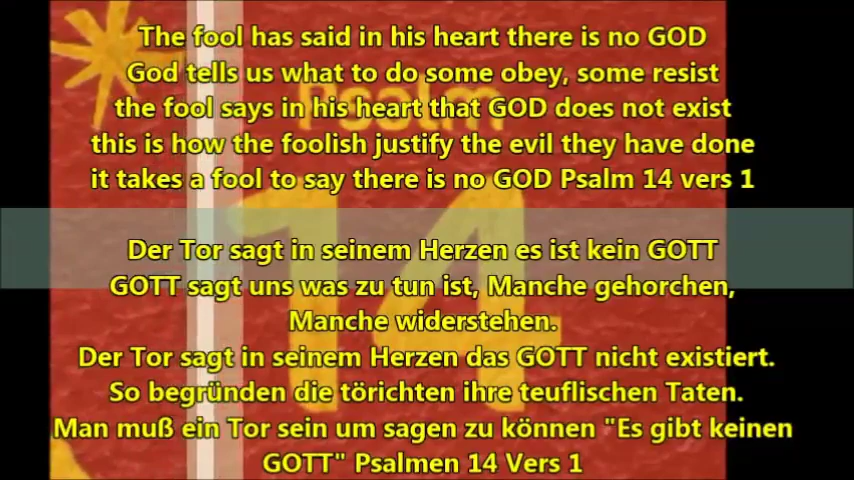 The fool has said in his heart there is no GOD
God tells us what to do some obey, some resist
the fool says in his heart that GOD does not exist
this is how the foolish justify the evil they have done
it takes a fool to say there is no GOD Psalm 14 vers 1
Psalm
14
Der Tor sagt in seinem Herzen es ist kein GOTT
GOTT sagt uns was zu tun ist, Manche gehorchen,
Manche widerstehen.
Der Tor sagt in seinem Herzen das GOTT nicht existiert.
So begründen die törichten ihre teuflischen Taten.
Man muß ein Tor sein um sagen zu können "Es gibt keinen
GOTT" Psalmen 14 Vers 1